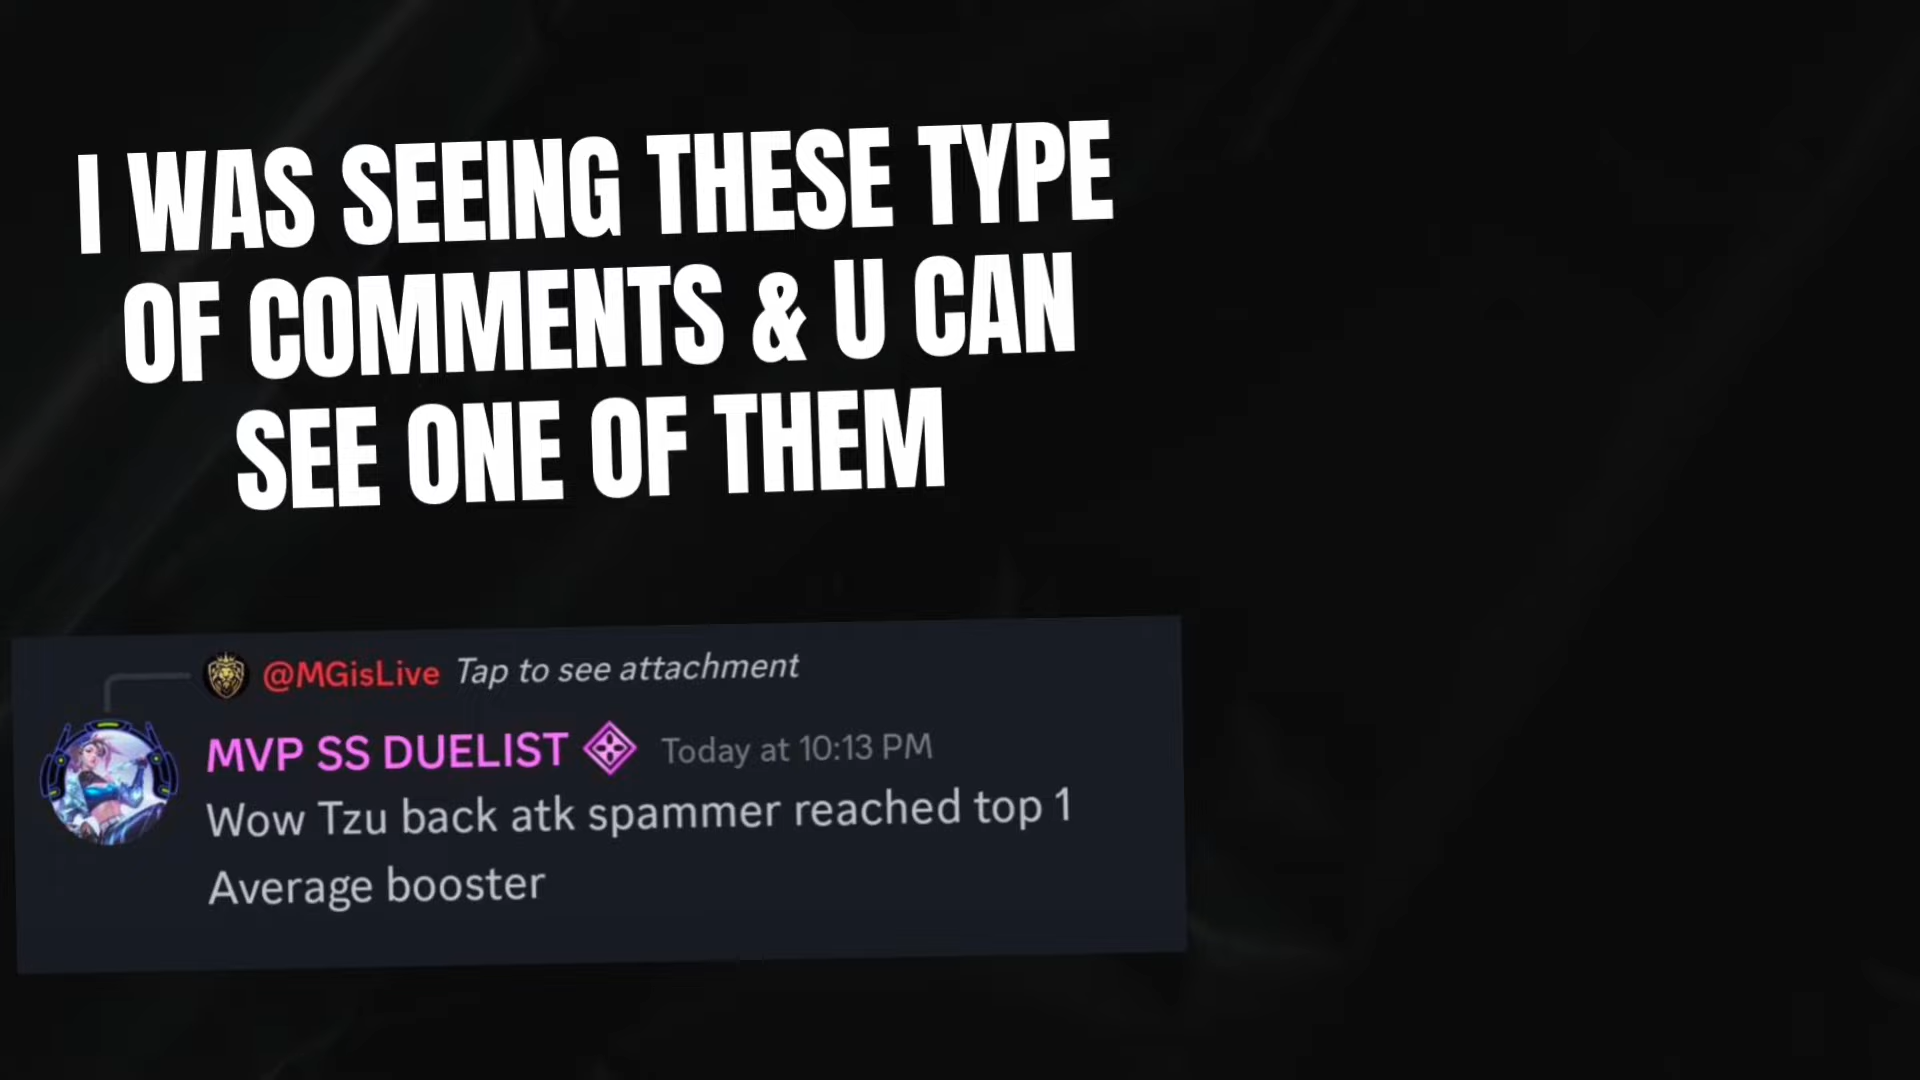 I WAS SEEING THESE TYPE
OF COMMENTS & U CAN
SEE ONE OF THEM
@MGisLive Tap to see attachment
MVP SS DUELIST Today at 10:13 PM
Wow Tzu back atk spammer reached top 1
Average booster